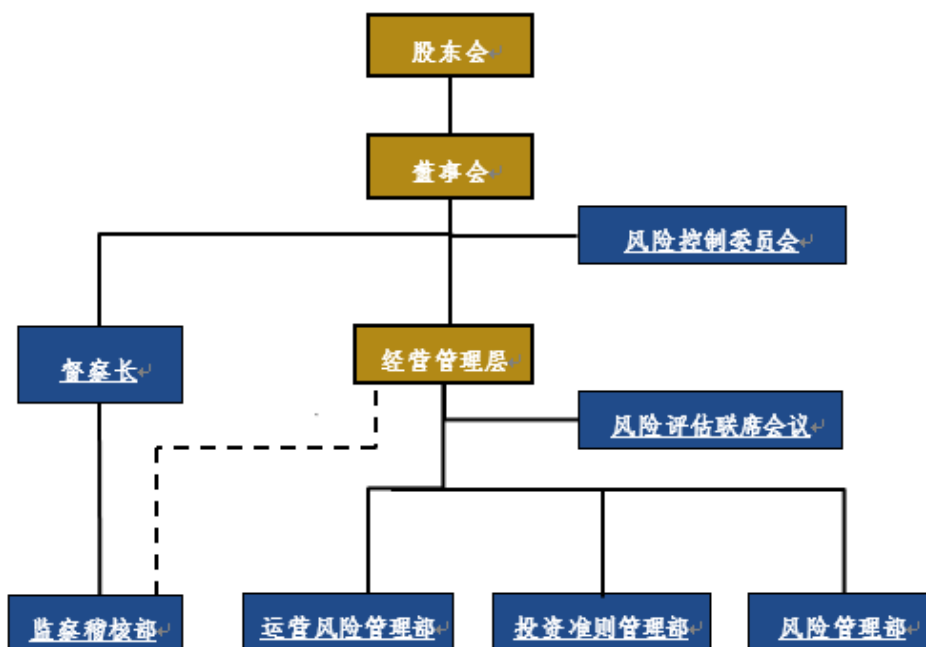 股东会
董事会
风险控制委员会
督察长
经营管理层
风险评估联席会议
监察稽核部
运营风险管理部
投资准则管理部
风险管理部